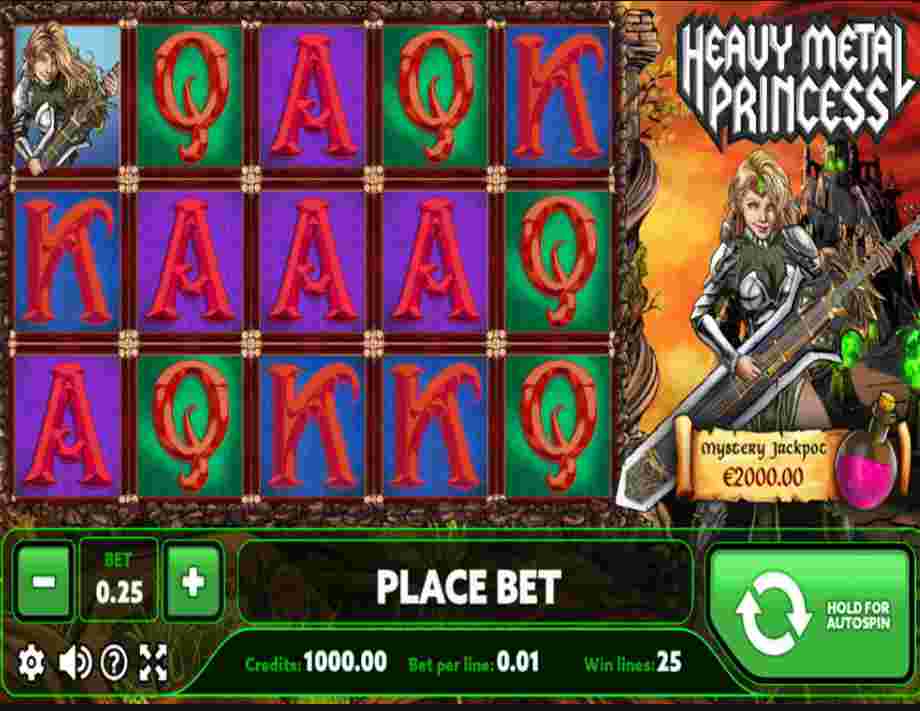 Q A Q K
K A A A Q
A Q K K Q
HEAVY METAL
PRINCESS
Mystery Jackpot
€2000.00
BET
0.25
PLACE BET
HOLD FOR
AUTOSPIN
Credits: 1000.00 Bet per line: 0.01 Win lines: 25